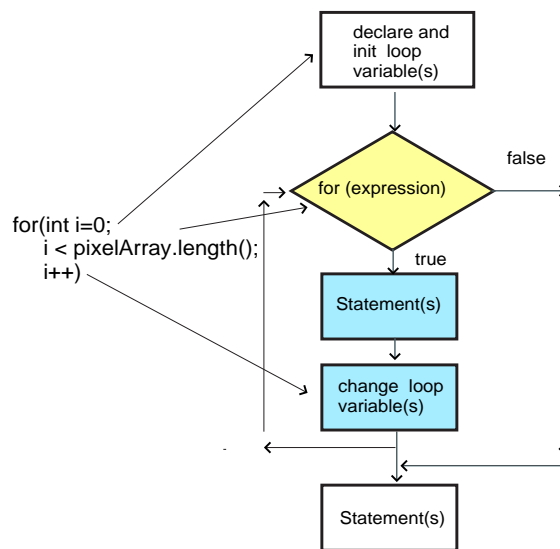 declare and
init loop
variable(s)
false
for (expression)
for(int i=0;
i < pixelArray.length();
i++)
true
Statement(s)
change loop
variable(s)
Statement(s)